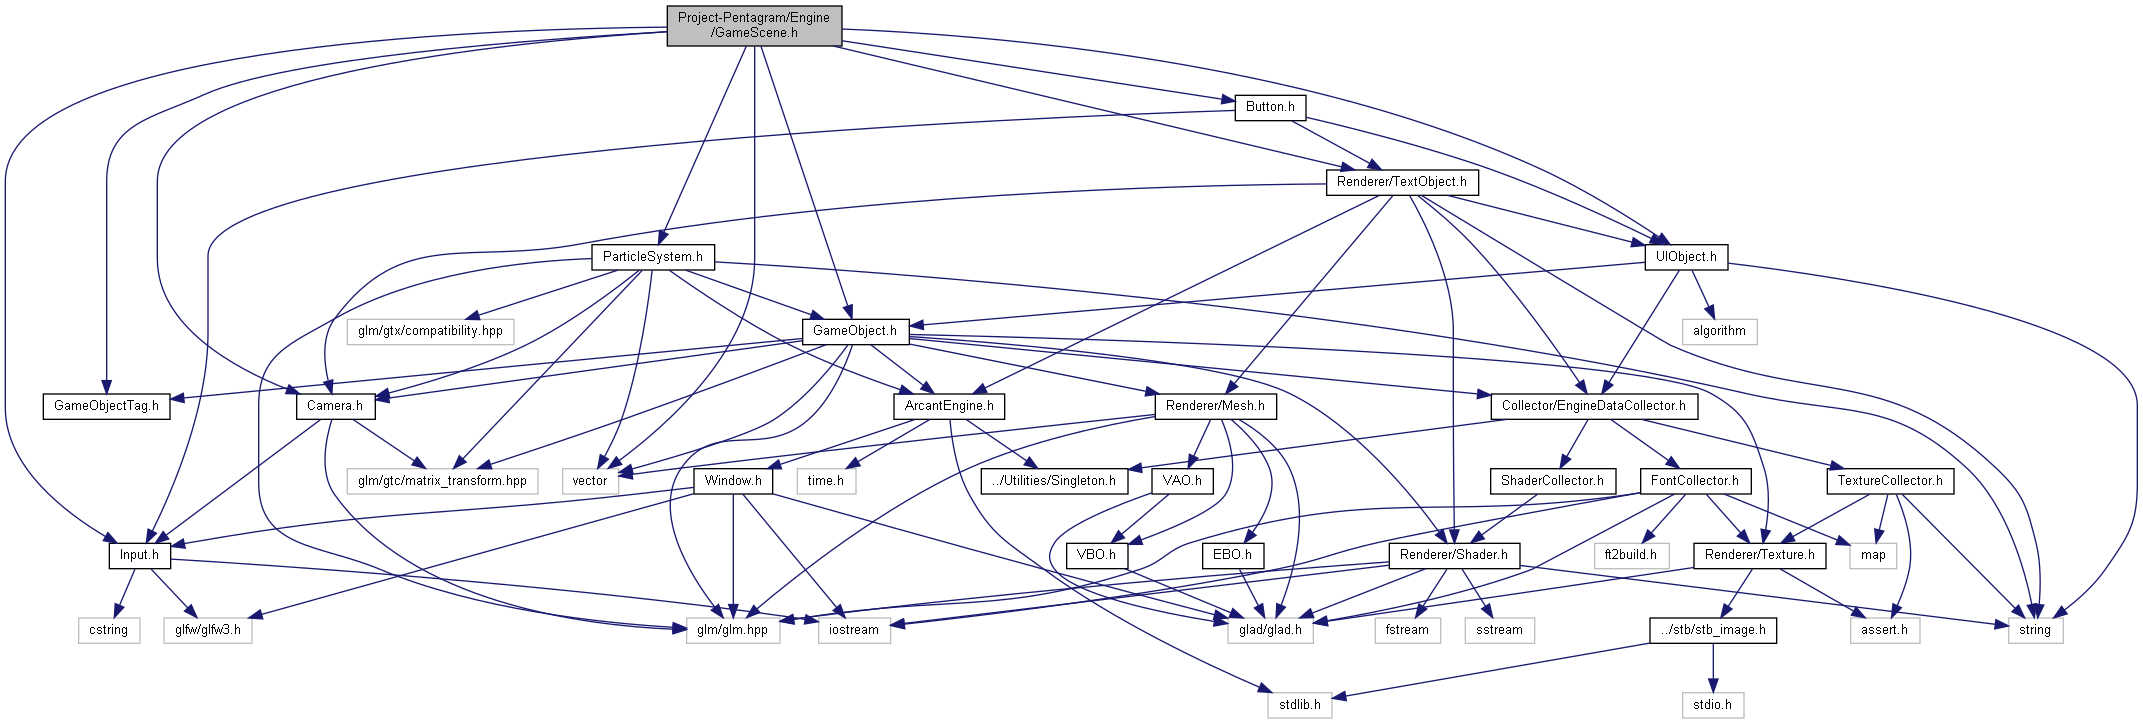 Project-Pentagram/Engine
/GameScene.h
Button.h
Renderer/TextObject.h
ParticleSystem.h
UIObject.h
glm/gtx/compatibility.hpp
GameObject.h
algorithm
GameObjectTag.h
Camera.h
ArcantEngine.h
Renderer/Mesh.h
Collector/EngineDataCollector.h
glm/gtc/matrix_transform.hpp
vector
Window.h
time.h
../Utilities/Singleton.h
VAO.h
ShaderCollector.h
FontCollector.h
TextureCollector.h
Input.h
VBO.h
EBO.h
Renderer/Shader.h
ft2build.h
Renderer/Texture.h
map
cstring
glfw/glfw3.h
glm/glm.hpp
iostream
glad/glad.h
fstream
sstream
../stb/stb_image.h
assert.h
string
stdlib.h
stdio.h